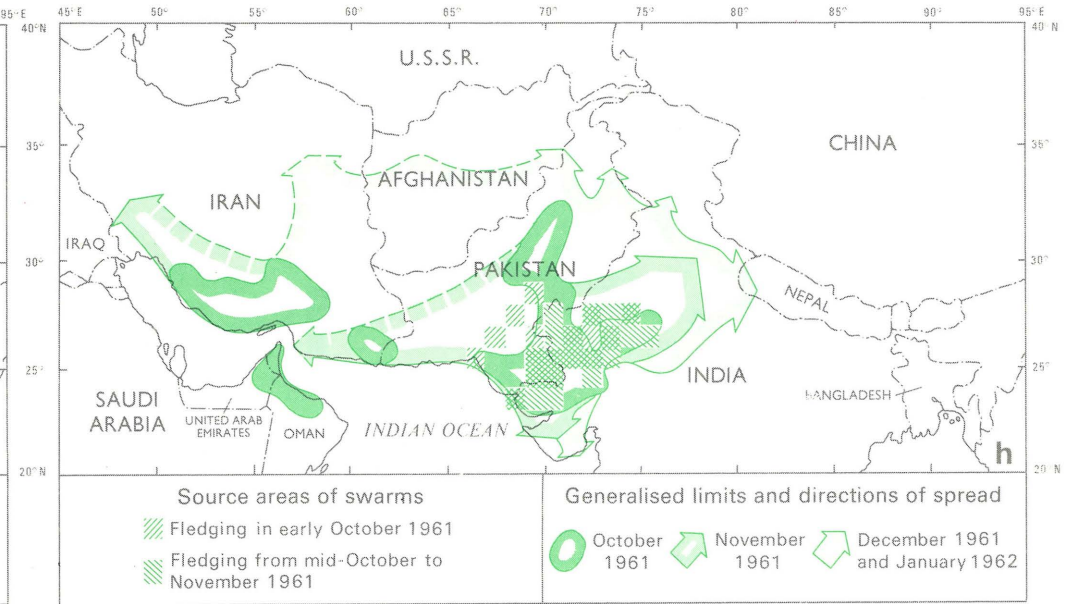 95°E 45°E 50° 55° 60° 65° 70° 75° 80° 85° 90° 95°E
40°N 40 N
U.S.S.R.
CHINA
35° 35°
AFGHANISTAN
IRAN
IRAQ
30° PAKISTAN 30°
NEPAL
25° INDIA 25°
BANGLADESH
SAUDI
ARABIA
UNITED ARAB
EMIRATES
OMAN
INDIAN OCEAN
h
20°N 20 N
Source areas of swarms
Fledging in early October 1961
Fledging from mid-October to
November 1961
Generalised limits and directions of spread
October
1961
November
1961
December 1961
and January 1962